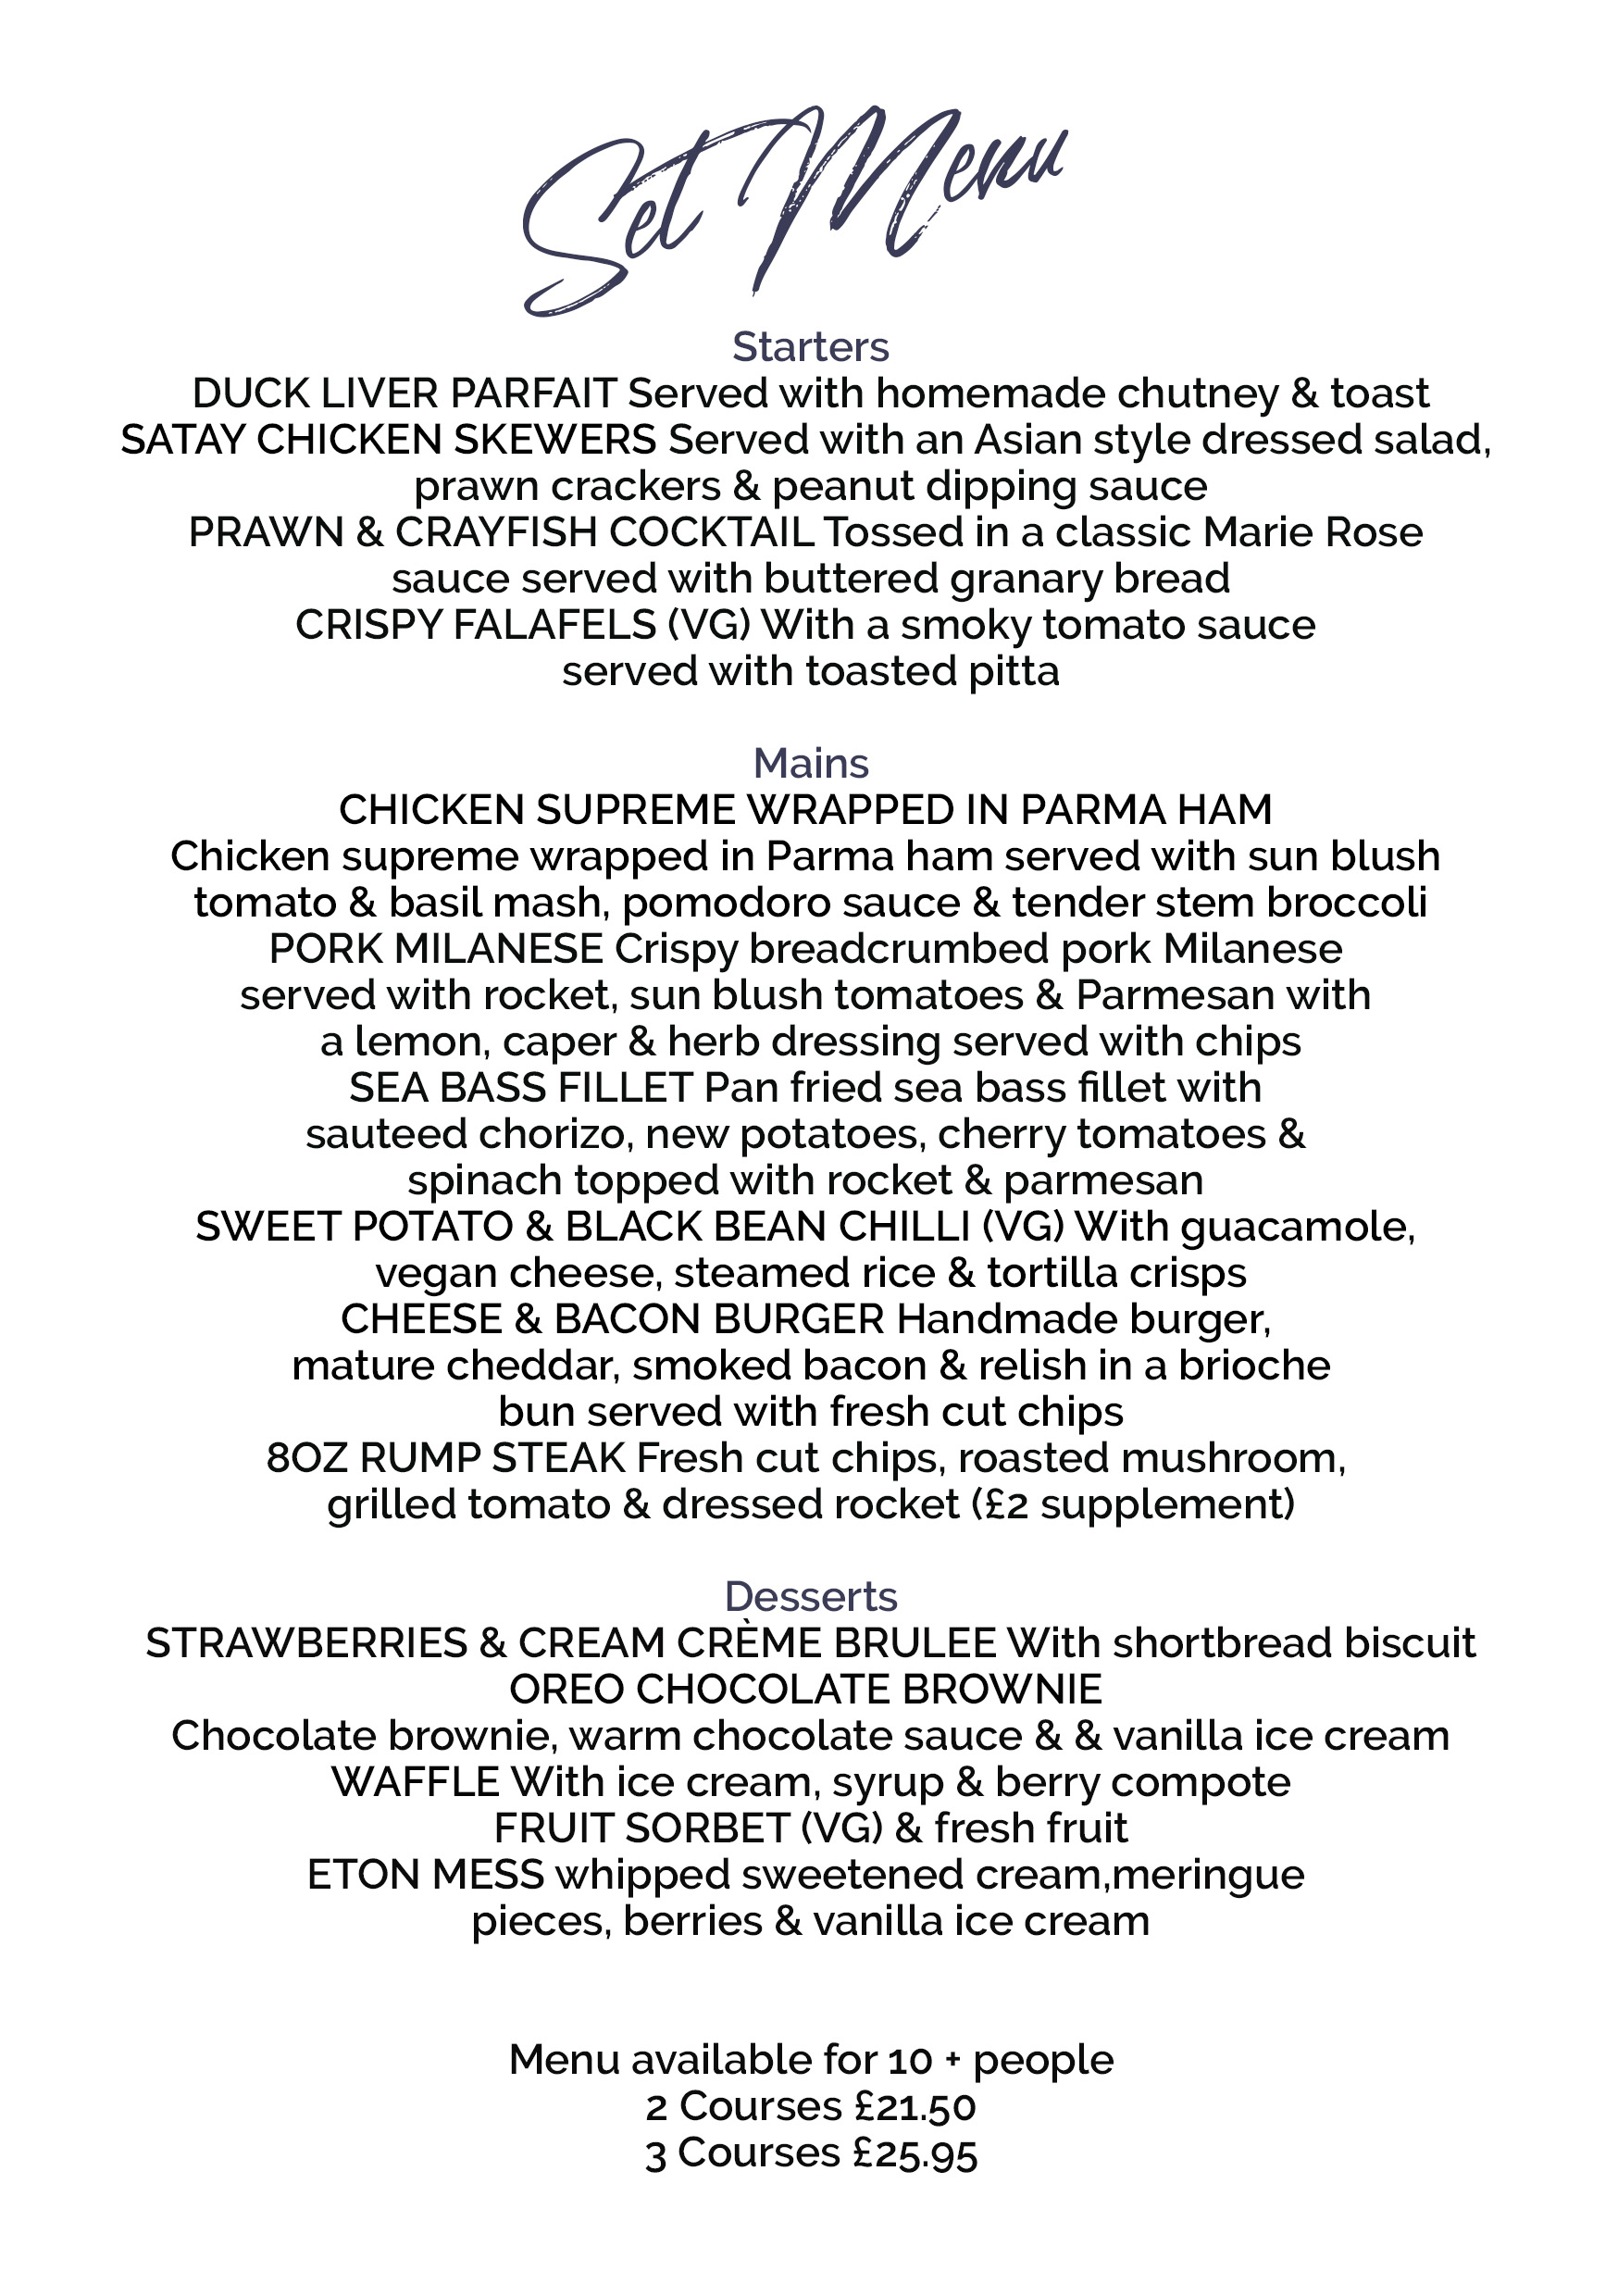 Set Menu
Starters
DUCK LIVER PARFAIT Served with homemade chutney & toast
SATAY CHICKEN SKEWERS Served with an Asian style dressed salad,
prawn crackers & peanut dipping sauce
PRAWN & CRAYFISH COCKTAIL Tossed in a classic Marie Rose
sauce served with buttered granary bread
CRISPY FALAFELS (VG) With a smoky tomato sauce
served with toasted pitta
Mains
CHICKEN SUPREME WRAPPED IN PARMA HAM
Chicken supreme wrapped in Parma ham served with sun blush
tomato & basil mash, pomodoro sauce & tender stem broccoli
PORK MILANESE Crispy breadcrumbed pork Milanese
served with rocket, sun blush tomatoes & Parmesan with
a lemon, caper & herb dressing served with chips
SEA BASS FILLET Pan fried sea bass fillet with
sauteed chorizo, new potatoes, cherry tomatoes &
spinach topped with rocket & parmesan
SWEET POTATO & BLACK BEAN CHILLI (VG) With guacamole,
vegan cheese, steamed rice & tortilla crisps
CHEESE & BACON BURGER Handmade burger,
mature cheddar, smoked bacon & relish in a brioche
bun served with fresh cut chips
8OZ RUMP STEAK Fresh cut chips, roasted mushroom,
grilled tomato & dressed rocket (£2 supplement)
Desserts
STRAWBERRIES & CREAM CRÈME BRULEE With shortbread biscuit
OREO CHOCOLATE BROWNIE
Chocolate brownie, warm chocolate sauce & & vanilla ice cream
WAFFLE With ice cream, syrup & berry compote
FRUIT SORBET (VG) & fresh fruit
ETON MESS whipped sweetened cream,meringue
pieces, berries & vanilla ice cream
Menu available for 10 + people
2 Courses £21.50
3 Courses £25.95